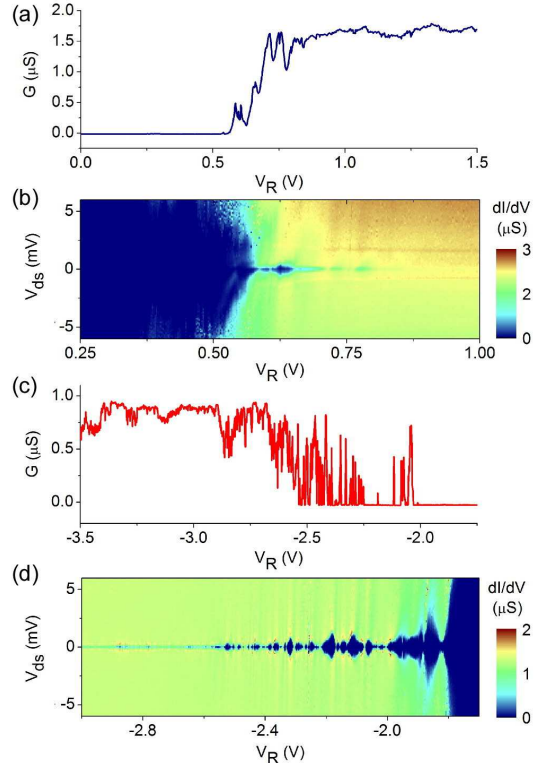 (a)
G (μS)
2.0
1.5
1.0
0.5
0.0
0.0 0.5 1.0 1.5
V_R (V)
(b)
V_ds (mV)
5
0
-5
0.25 0.50 0.75 1.00
V_R (V)
dI/dV
(μS)
3
2
1
0
(c)
G (μS)
1.0
0.5
0.0
-3.5 -3.0 -2.5 -2.0
V_R (V)
(d)
V_ds (mV)
5
0
-5
-2.8 -2.4 -2.0
V_R (V)
dI/dV
(μS)
2
1
0